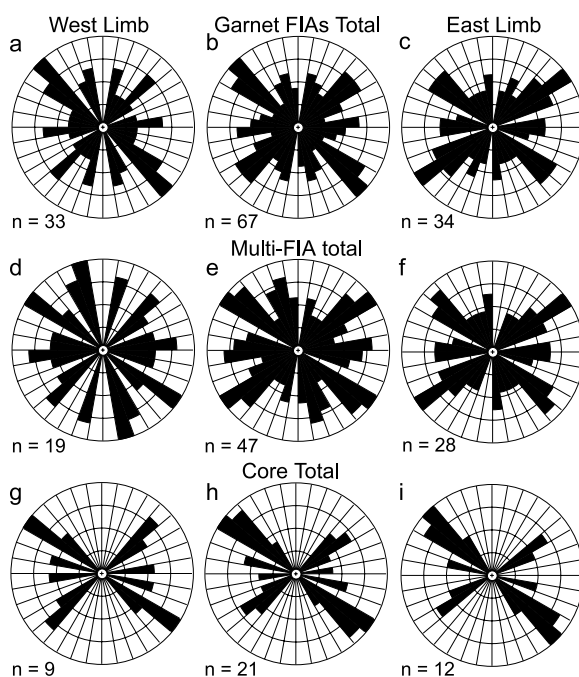 West Limb
Garnet FIAs Total
East Limb
a
b
c
n = 33
n = 67
n = 34
Multi-FIA total
d
e
f
n = 19
n = 47
n = 28
Core Total
g
h
i
n = 9
n = 21
n = 12